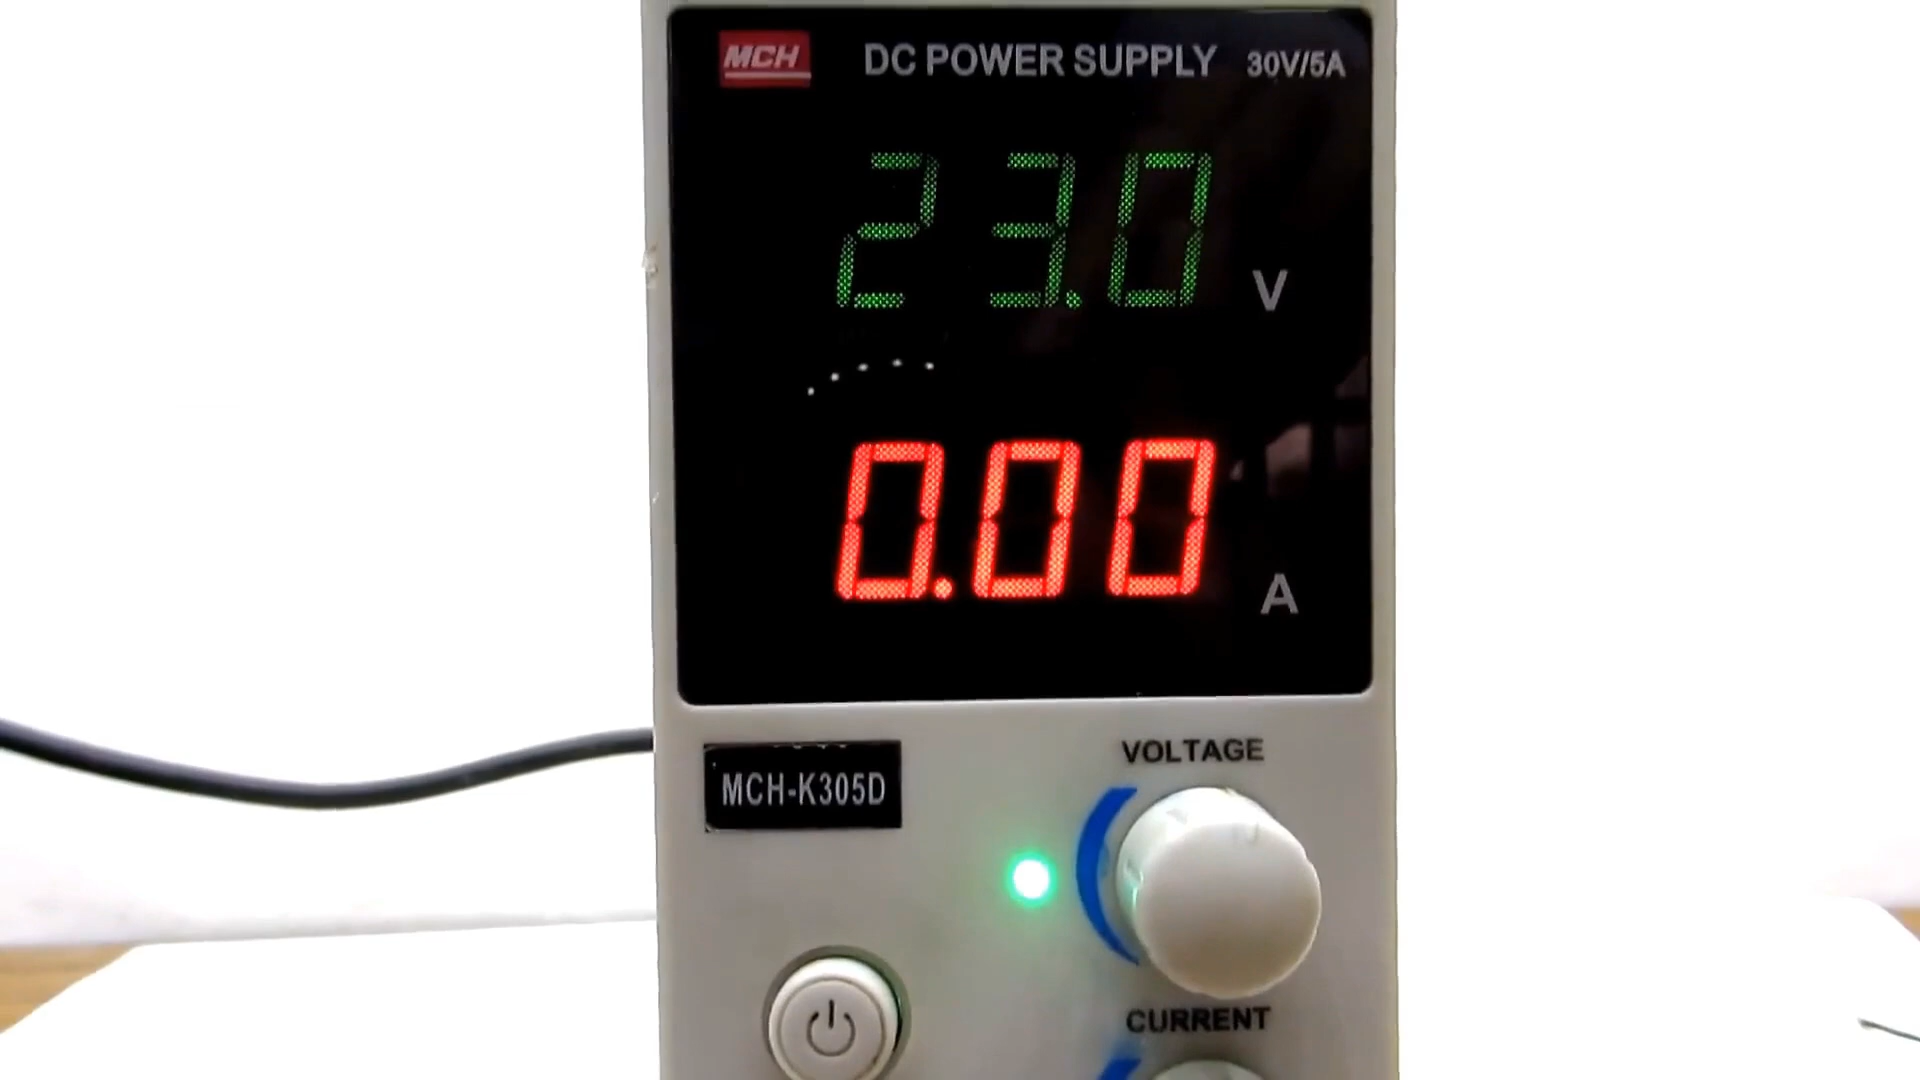 MCH DC POWER SUPPLY 30V/5A
23.0 V
0.00 A
MCH-K305D
VOLTAGE
CURRENT